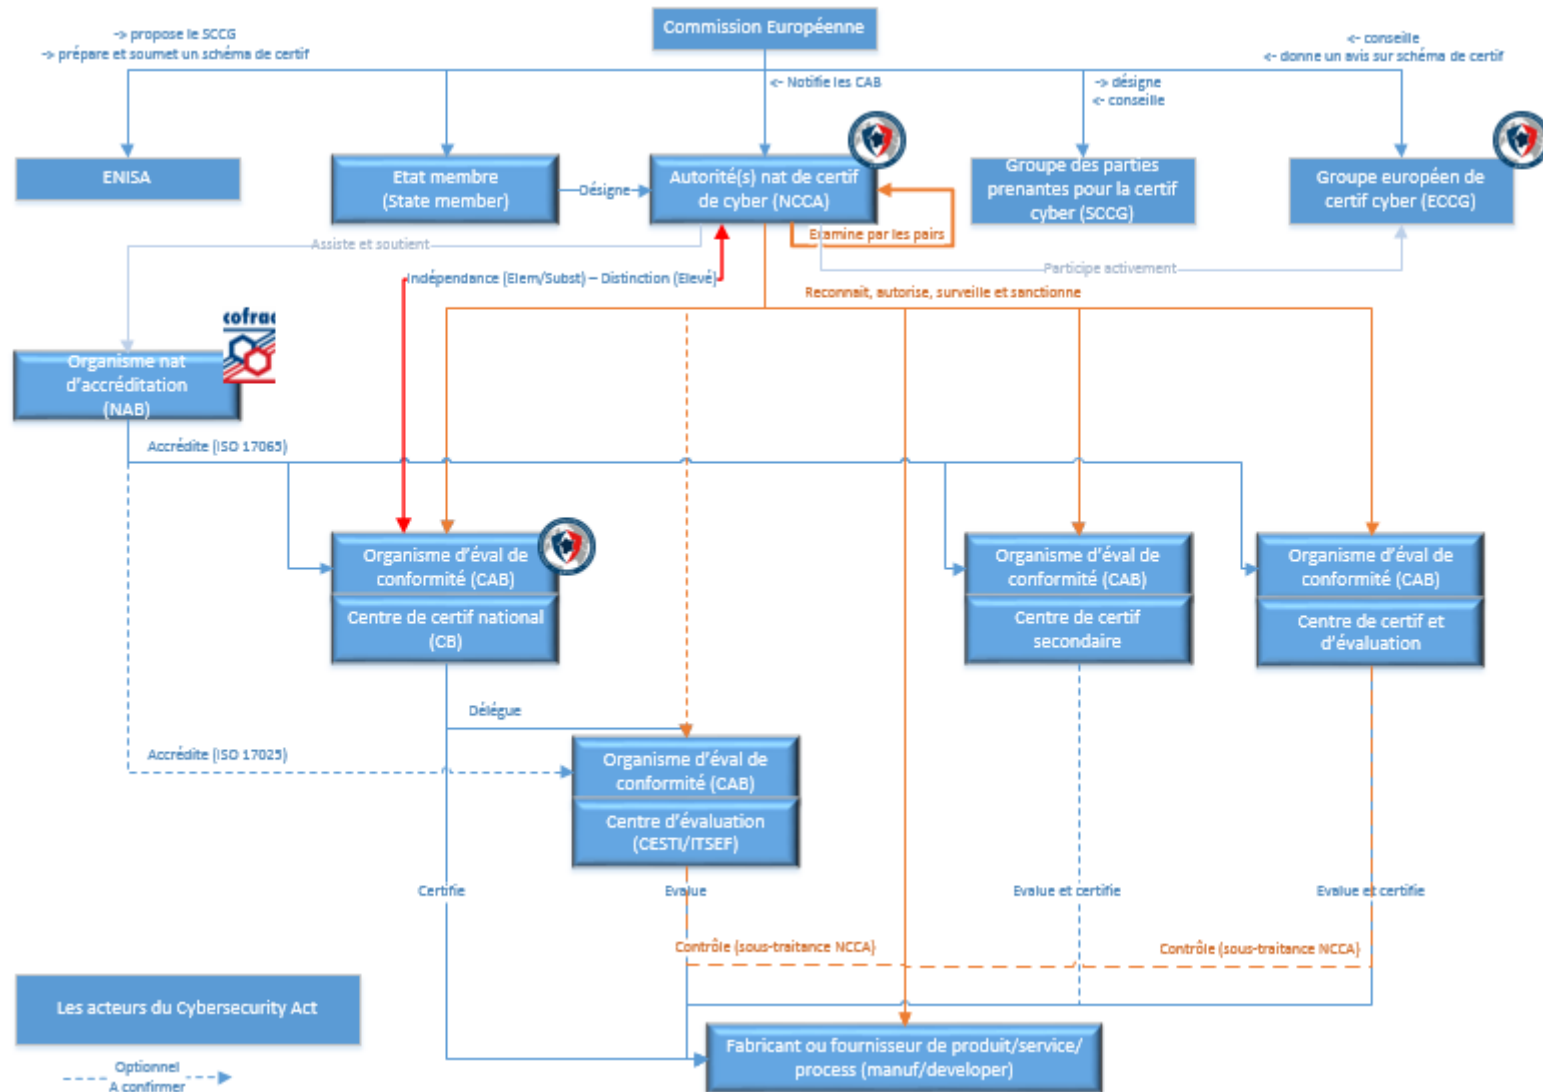 Commission Européenne
-> propose le SCCG
-> prépare et soumet un schéma de certif
<- conseille
<- donne un avis sur schéma de certif
<- Notifie les CAB
-> désigne
<- conseille
ENISA
Etat membre
(State member)
Désigne
Autorité(s) nat de certif
de cyber (NCCA)
Groupe des parties
prenantes pour la certif
cyber (SCCG)
Groupe européen de
certif cyber (ECCG)
Examine par les pairs
Assiste et soutient
Participe activement
Indépendance (Elem/Subst) – Distinction (Elevé)
Reconnait, autorise, surveille et sanctionne
cofrac
Organisme nat
d'accréditation
(NAB)
Accrédite (ISO 17065)
Organisme d'éval de
conformité (CAB)
Centre de certif national
(CB)
Organisme d'éval de
conformité (CAB)
Centre de certif
secondaire
Organisme d'éval de
conformité (CAB)
Centre de certif et
d'évaluation
Délégue
Accrédite (ISO 17025)
Organisme d'éval de
conformité (CAB)
Centre d'évaluation
(CESTI/ITSEF)
Certifie
Evalue
Evalue et certifie
Evalue et certifie
Contrôle (sous-traitance NCCA)
Contrôle (sous-traitance NCCA)
Les acteurs du Cybersecurity Act
Fabricant ou fournisseur de produit/service/
process (manuf/developer)
Optionnel
A confirmer